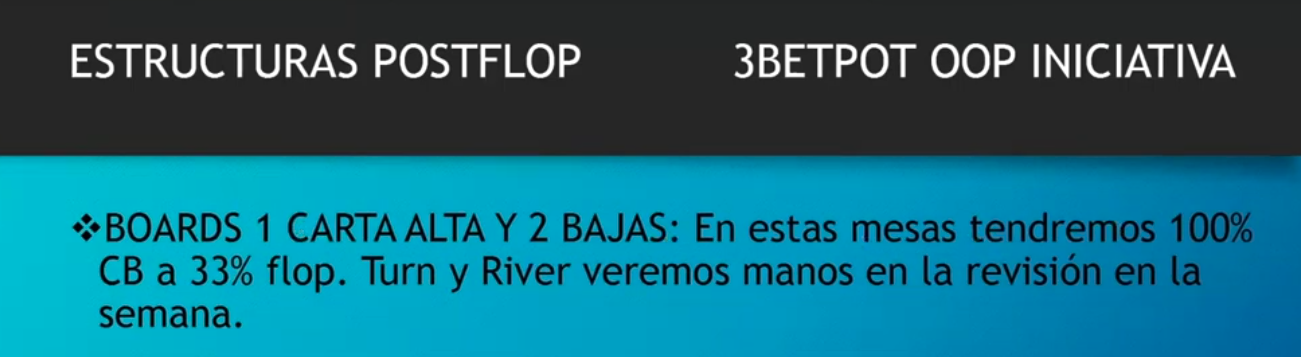 ESTRUCTURAS POSTFLOP 3BETPOT OOP INICIATIVA
❖BOARDS 1 CARTA ALTA Y 2 BAJAS: En estas mesas tendremos 100%
CB a 33% flop. Turn y River veremos manos en la revisión en la
semana.